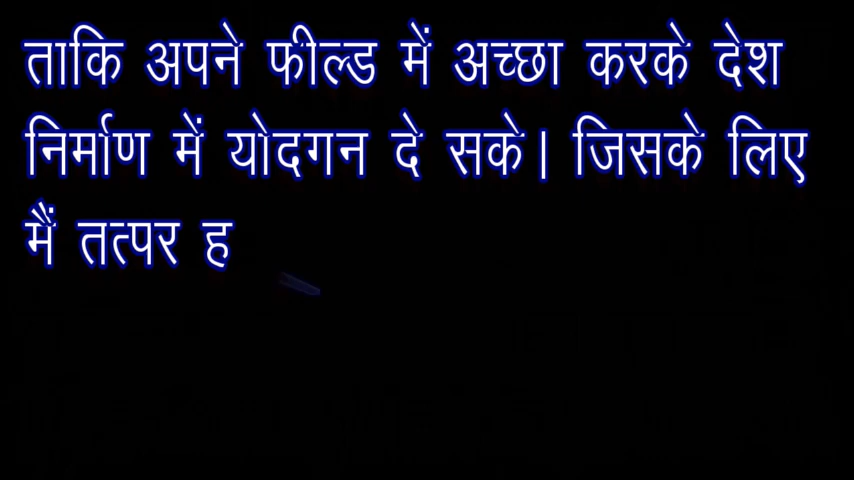 ताकि अपने फील्ड में अच्छा करके देश
निर्माण में योदगन दे सके। जिसके लिए
मैं तत्पर ह